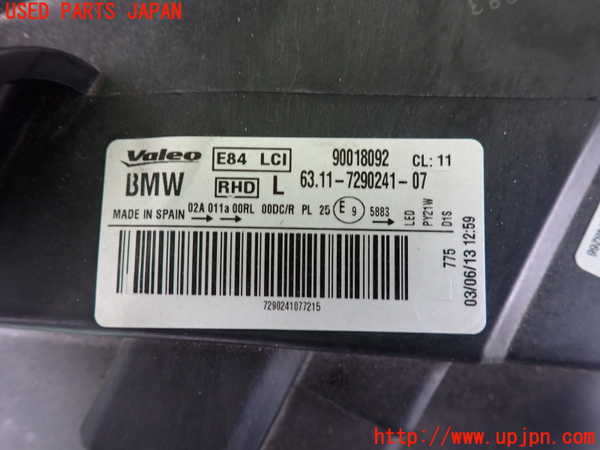 USED PARTS JAPAN
Valeo E84 LCI 90018092 CL: 11
BMW RHD L 63.11-7290241-07
MADE IN SPAIN 02A 011a 00RL 00DC/R PL 25 E 9 5883
LED
PY21W
D1S
775
03/06/13 12:59
7290241077215
http://www.upjpn.com/